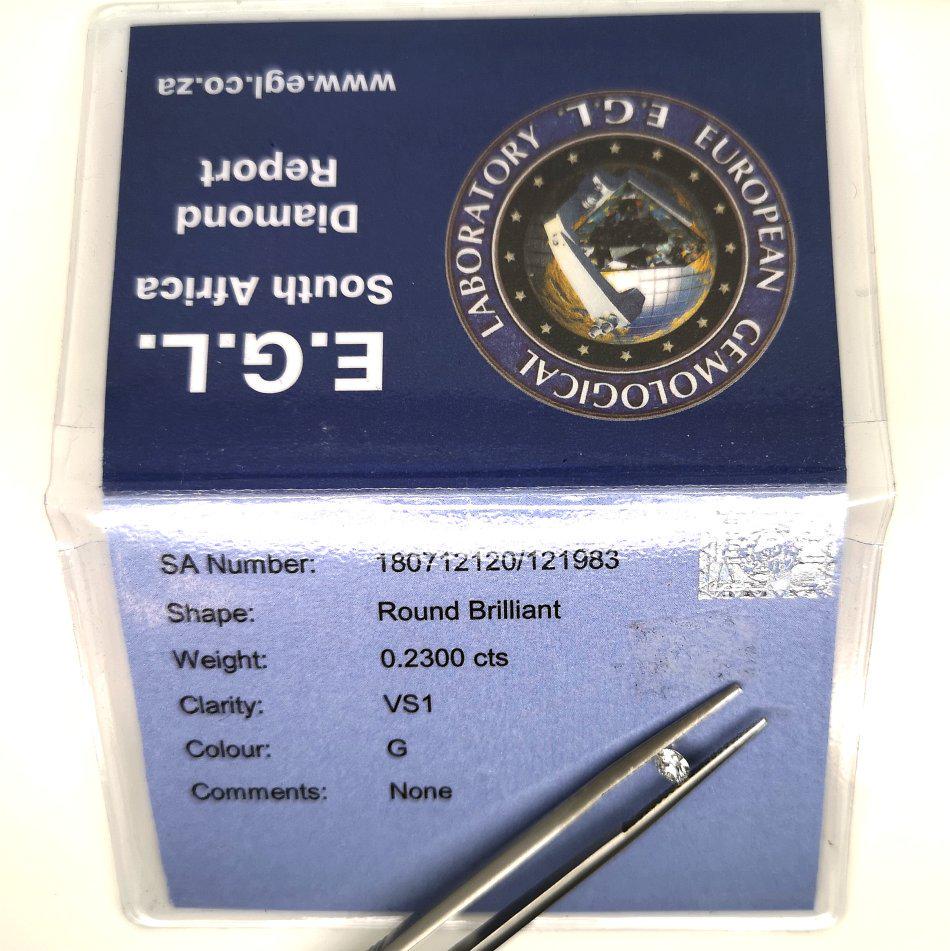 www.egl.co.za
Diamond
Report
E.G.L.
South Africa
E.G.L. EUROPEAN GEMOLOGICAL LABORATORY
SA Number: 180712120/121983
Shape: Round Brilliant
Weight: 0.2300 cts
Clarity: VS1
Colour: G
Comments: None